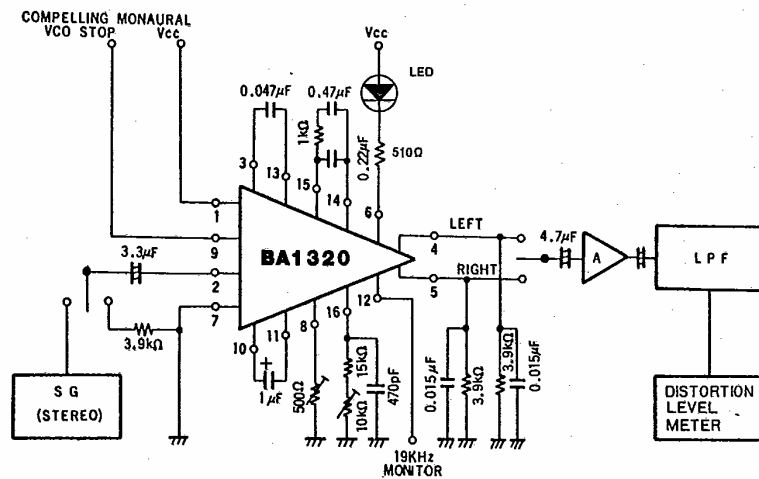 COMPELLING MONAURAL
VCO STOP
Vcc
Vcc
LED
0.047μF
0.47μF
1kΩ
0.22μF
510Ω
3
13
15
14
6
1
9
2
7
BA1320
LEFT
4
RIGHT
5
12
3.3μF
3.9kΩ
10
11
8
16
+
1μF
500Ω
15kΩ
10kΩ
470pF
0.015μF
3.9kΩ
3.9kΩ
0.015μF
4.7μF
A
LPF
SG
(STEREO)
DISTORTION
LEVEL
METER
19KHz
MONITOR